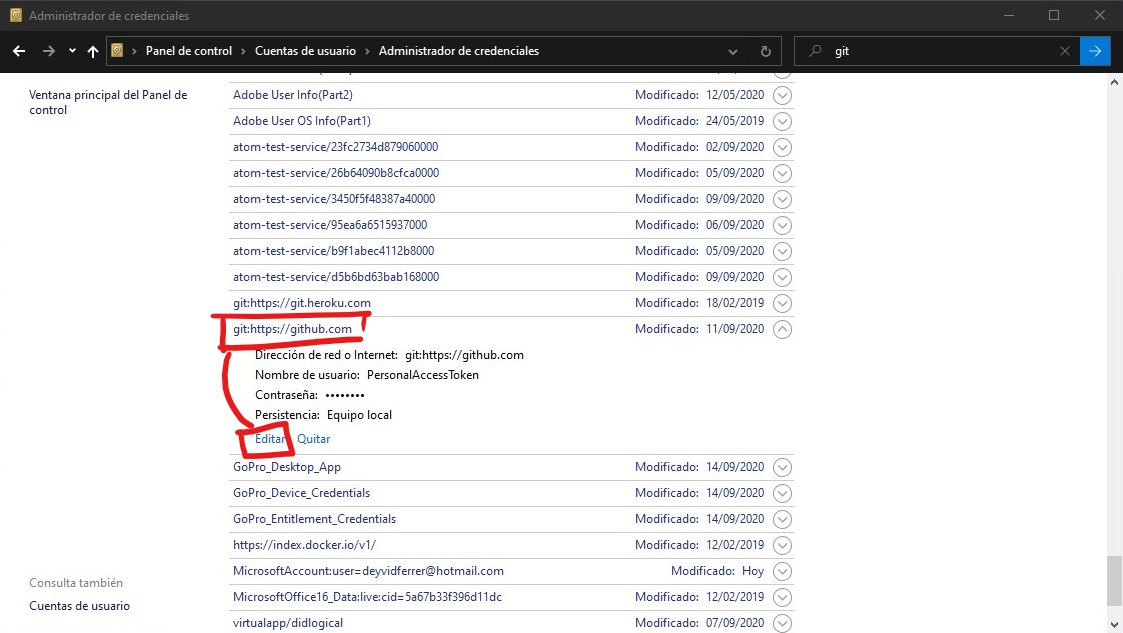 Administrador de credenciales
Panel de control > Cuentas de usuario > Administrador de credenciales
git
Ventana principal del Panel de
control
Adobe User Info(Part2) Modificado: 12/05/2020
Adobe User OS Info(Part1) Modificado: 24/05/2019
atom-test-service/23fc2734d879060000 Modificado: 02/09/2020
atom-test-service/26b64090b8cfca0000 Modificado: 05/09/2020
atom-test-service/3450f5f48387a40000 Modificado: 09/09/2020
atom-test-service/95ea6a6515937000 Modificado: 06/09/2020
atom-test-service/b9f1abec4112b8000 Modificado: 05/09/2020
atom-test-service/d5b6bd63bab168000 Modificado: 09/09/2020
git:https://git.heroku.com Modificado: 18/02/2019
git:https://github.com Modificado: 11/09/2020
Dirección de red o Internet: git:https://github.com
Nombre de usuario: PersonalAccessToken
Contraseña: ••••••••
Persistencia: Equipo local
Editar Quitar
GoPro_Desktop_App Modificado: 14/09/2020
GoPro_Device_Credentials Modificado: 14/09/2020
GoPro_Entitlement_Credentials Modificado: 14/09/2020
https://index.docker.io/v1/ Modificado: 12/02/2019
MicrosoftAccount:user=deyvidferrer@hotmail.com Modificado: Hoy
MicrosoftOffice16_Data:live:cid=5a67b33f396d11dc Modificado: 12/02/2019
virtualapp/didlogical Modificado: 07/09/2020
Consulta también
Cuentas de usuario